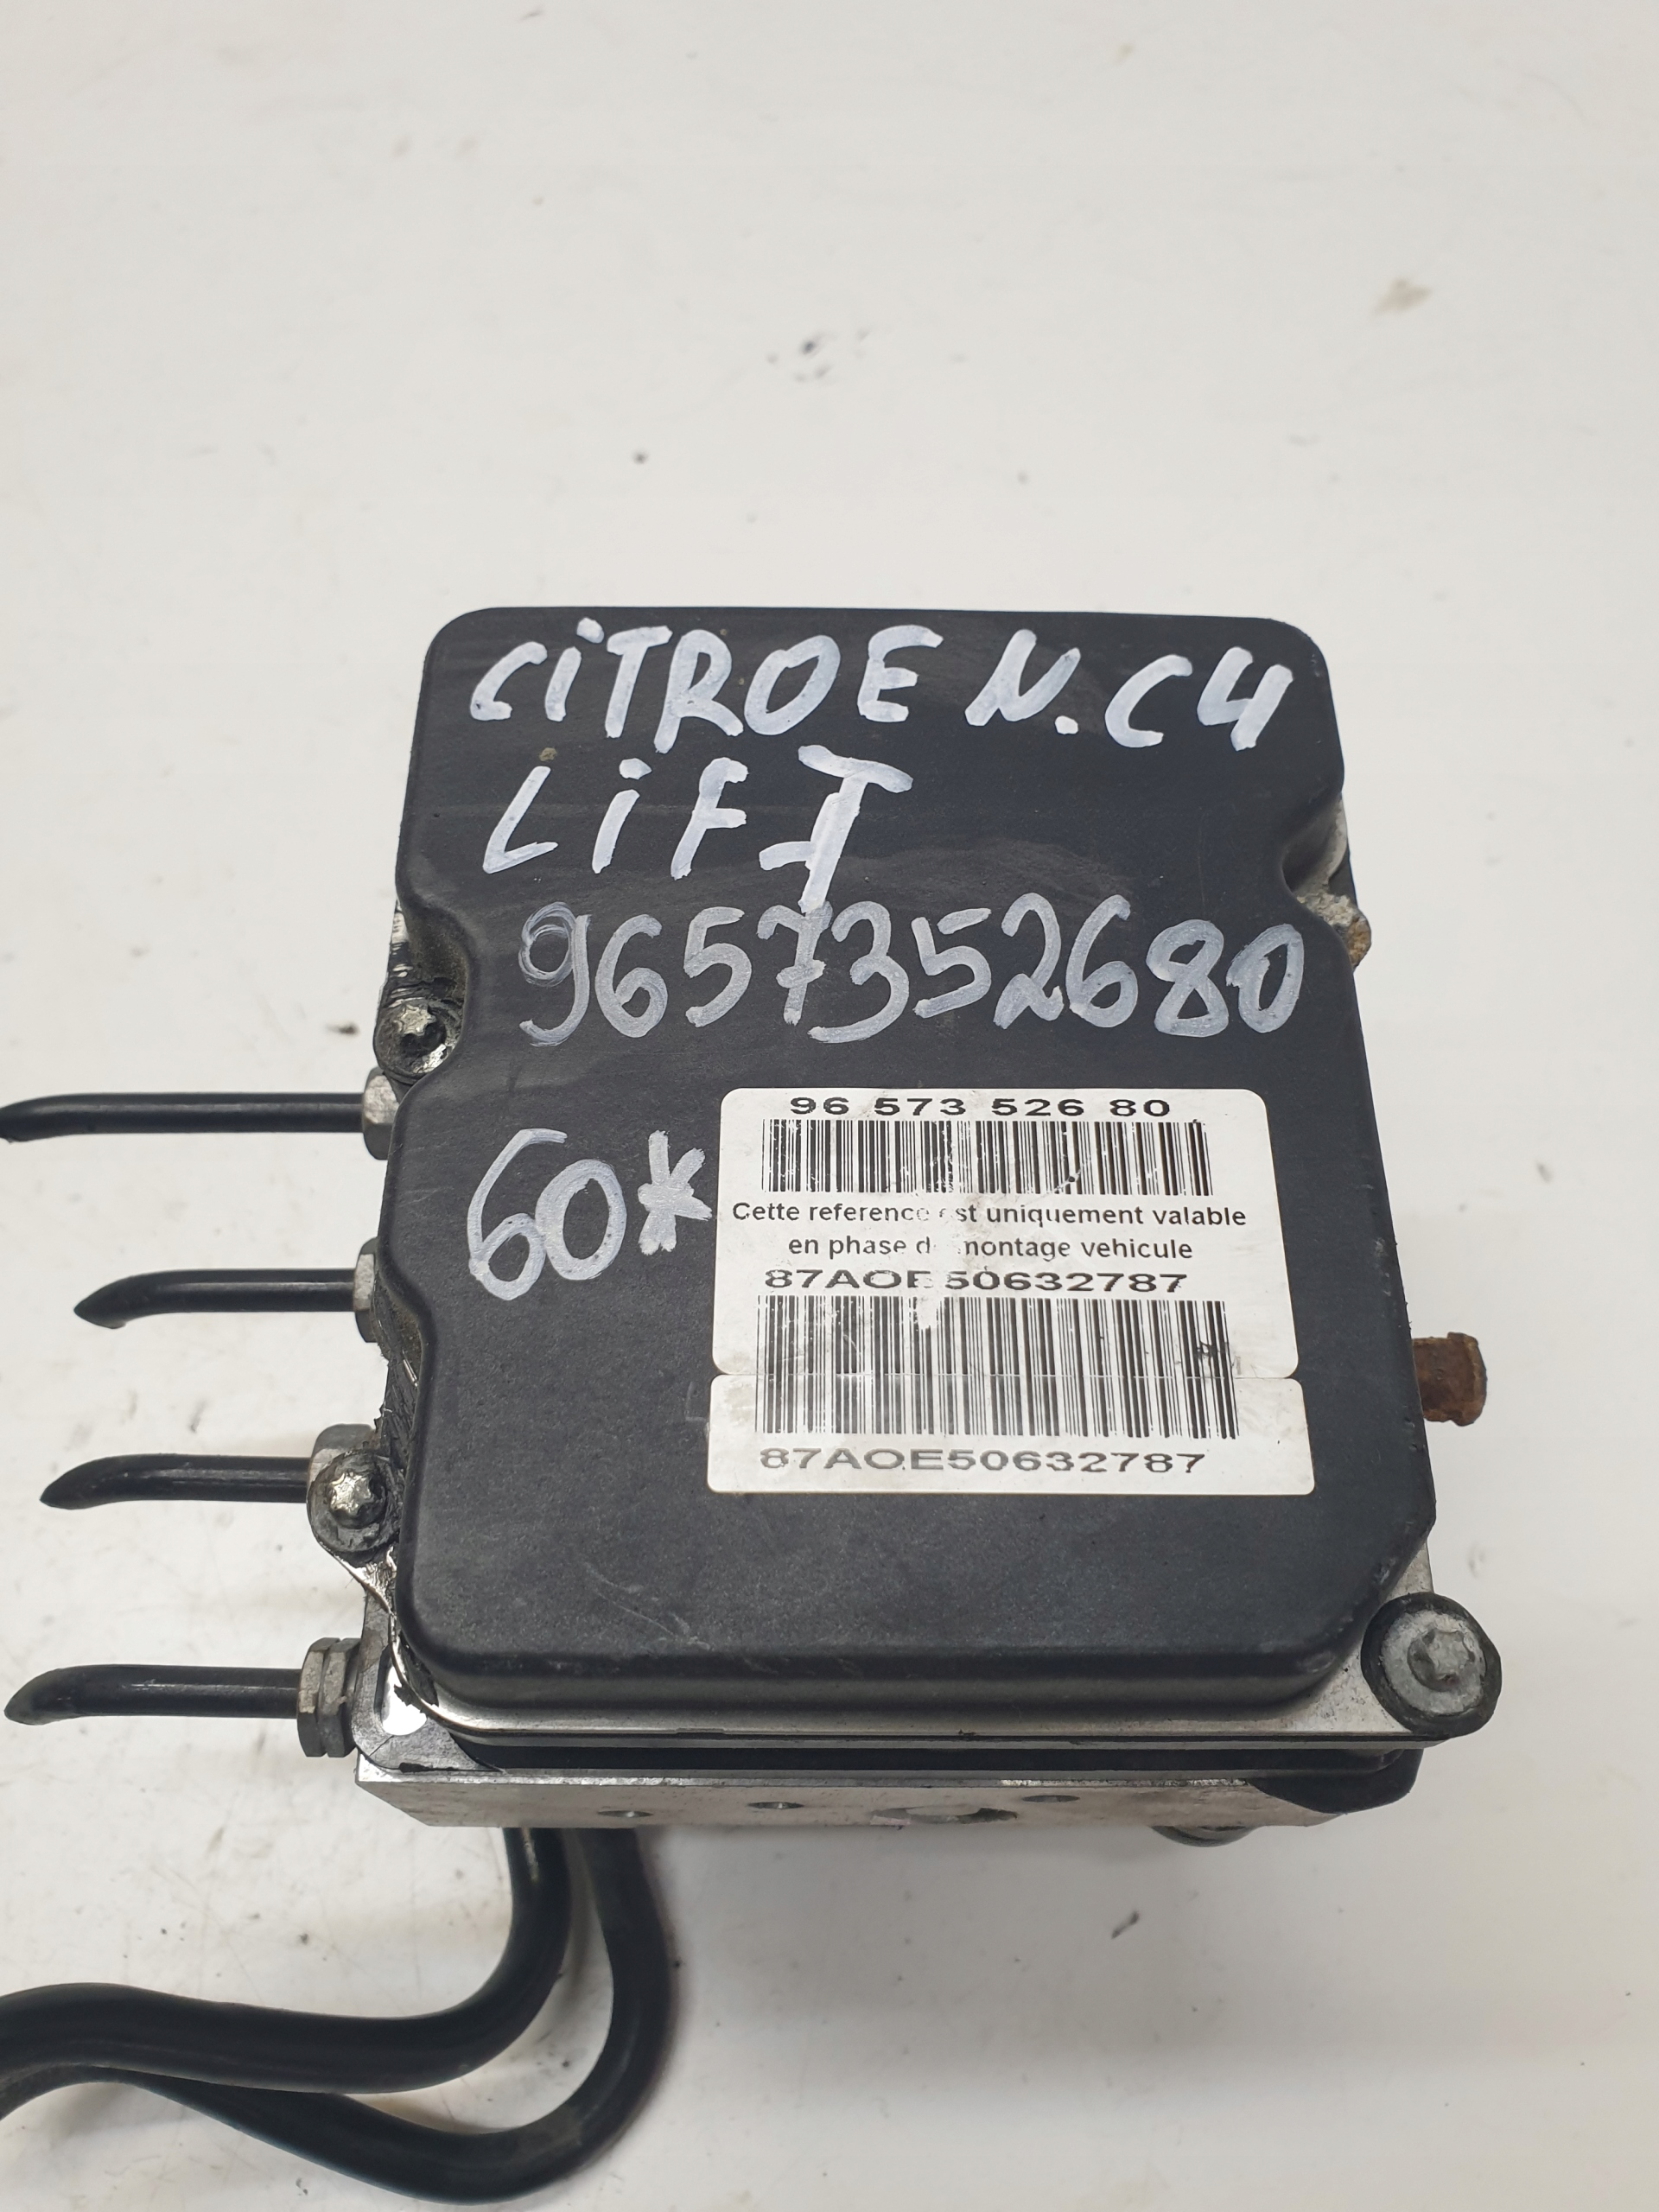 CiTROEN.C4
LiFT
9657352680
60*
96 573 526 80
Cette reference est uniquement valable
en phase de montage vehicule
87AOE50632787
87AOE50632787